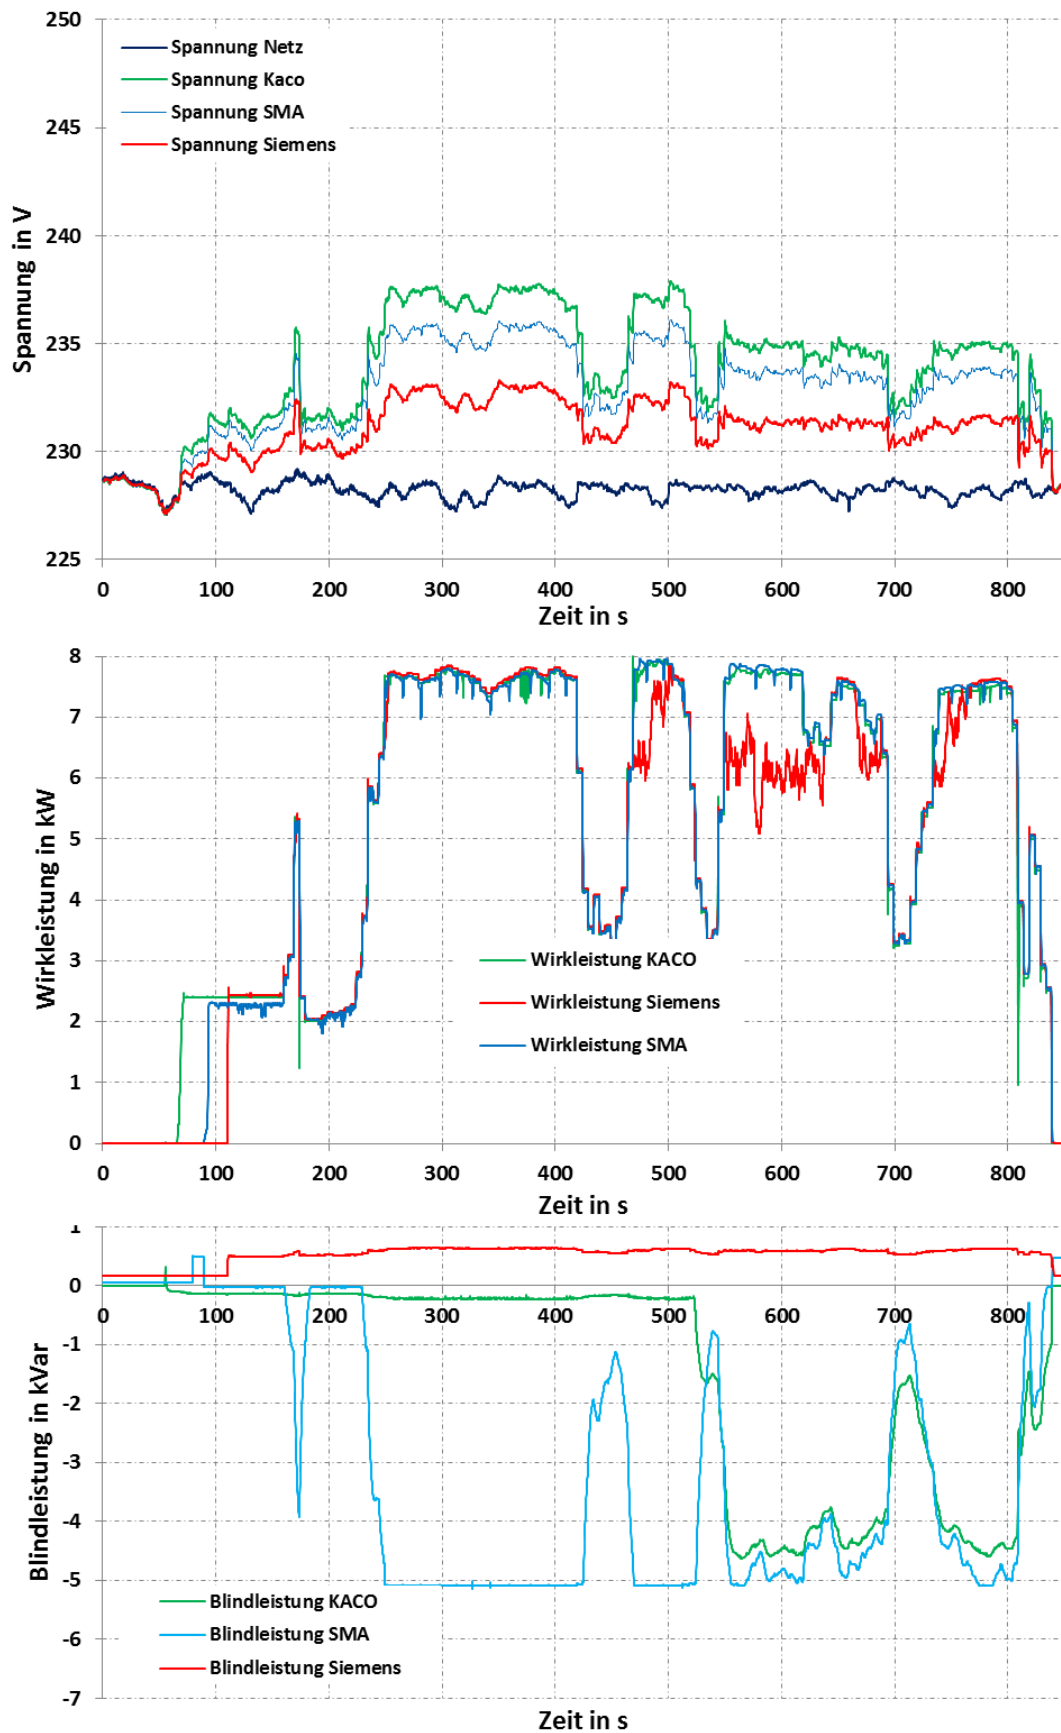 250
Spannung Netz
Spannung Kaco
Spannung SMA
Spannung Siemens
245
240
235
230
225
Spannung in V
0 100 200 300 400 500 600 700 800
Zeit in s
8
7
6
5
4
3
2
1
0
Wirkleistung in kW
Wirkleistung KACO
Wirkleistung Siemens
Wirkleistung SMA
0 100 200 300 400 500 600 700 800
Zeit in s
1
0
0 100 200 300 400 500 600 700 800
-1
-2
-3
-4
-5
-6
-7
Blindleistung in kVar
Blindleistung KACO
Blindleistung SMA
Blindleistung Siemens
Zeit in s